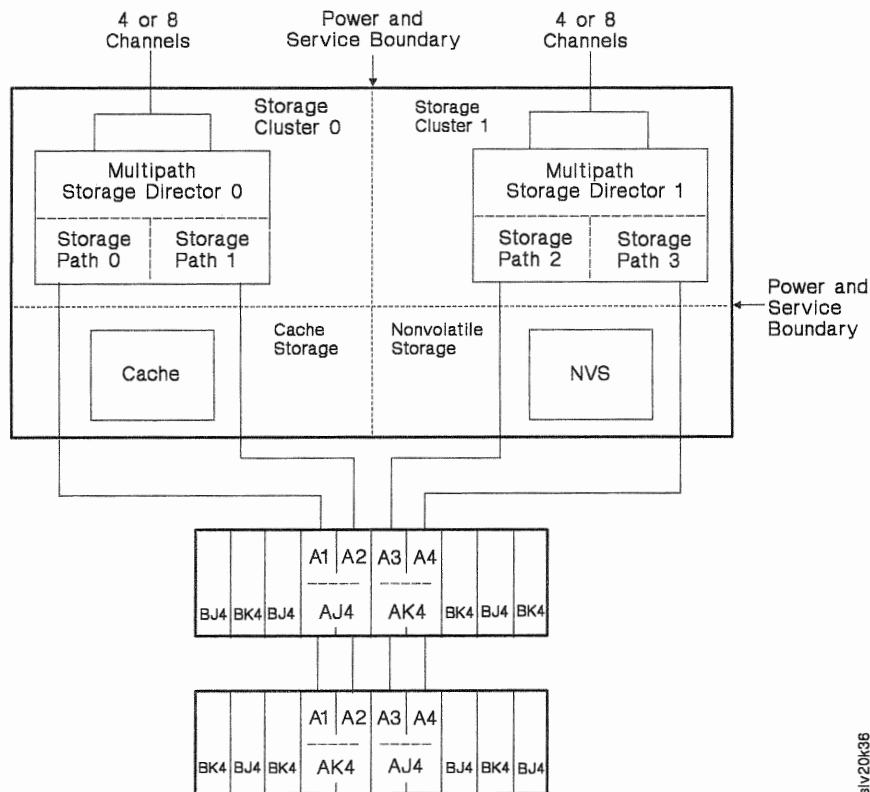 4 or 8
Channels
Power and
Service Boundary
4 or 8
Channels
Storage
Cluster 0
Storage
Cluster 1
Multipath
Storage Director 0
Storage
Path 0
Storage
Path 1
Multipath
Storage Director 1
Storage
Path 2
Storage
Path 3
Power and
Service
Boundary
Cache
Storage
Nonvolatile
Storage
Cache
NVS
A1 A2 A3 A4
BJ4 BK4 BJ4 AJ4 AK4 BK4 BJ4 BK4
A1 A2 A3 A4
BK4 BJ4 BK4 AK4 AJ4 BJ4 BK4 BJ4
slv20k36